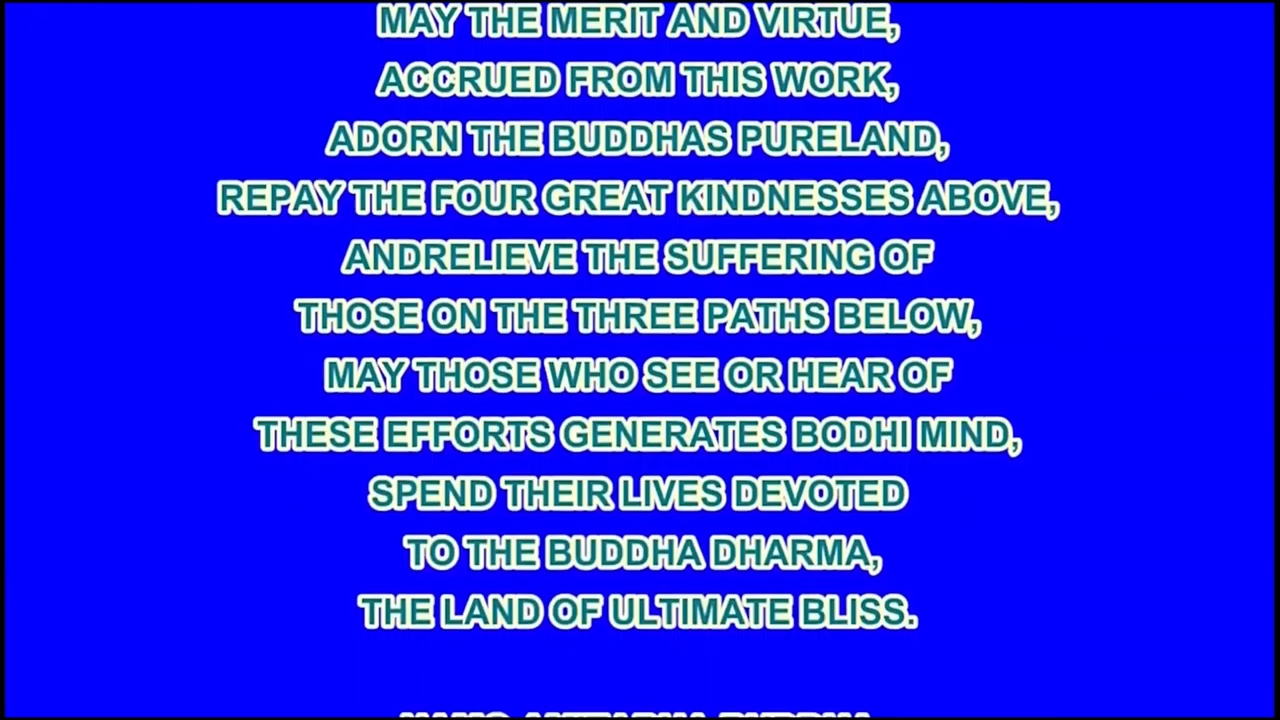 MAY THE MERIT AND VIRTUE,
ACCRUED FROM THIS WORK,
ADORN THE BUDDHAS PURELAND,
REPAY THE FOUR GREAT KINDNESSES ABOVE,
ANDRELIEVE THE SUFFERING OF
THOSE ON THE THREE PATHS BELOW,
MAY THOSE WHO SEE OR HEAR OF
THESE EFFORTS GENERATES BODHI MIND,
SPEND THEIR LIVES DEVOTED
TO THE BUDDHA DHARMA,
THE LAND OF ULTIMATE BLISS.